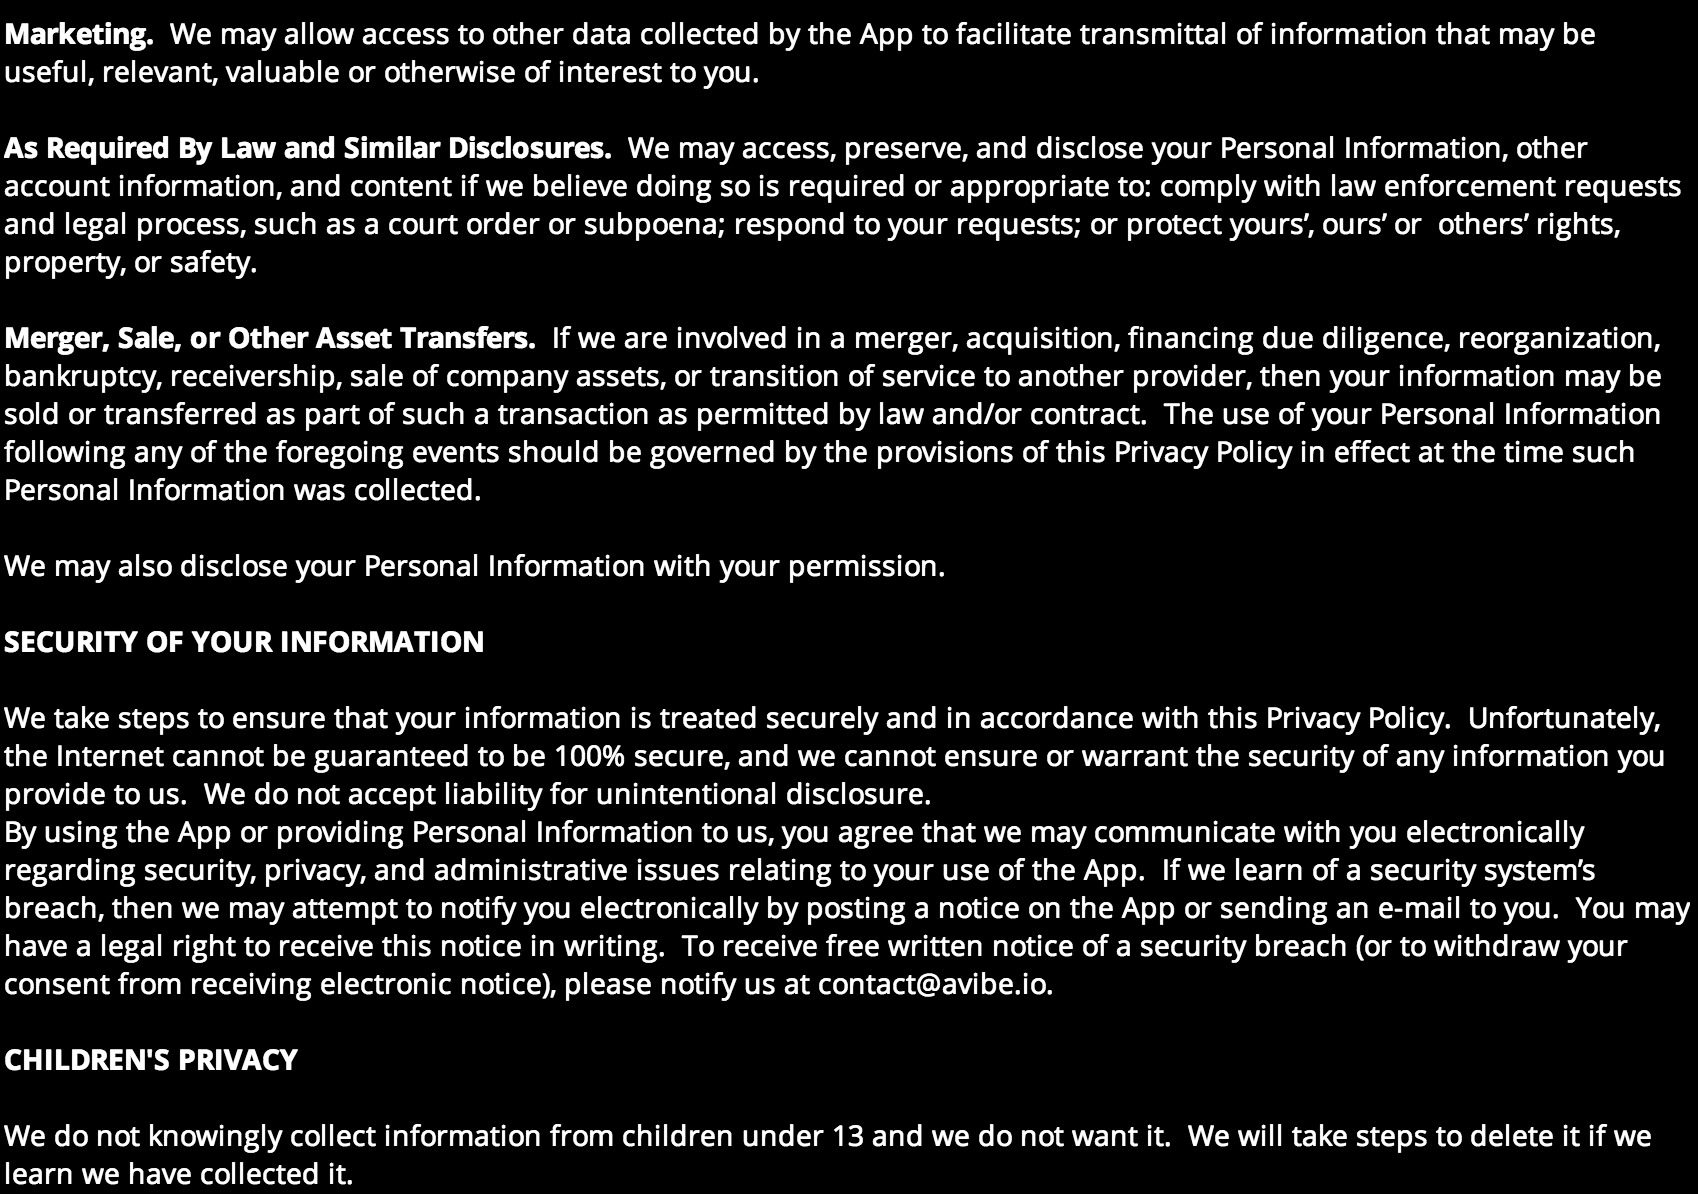 Marketing.  We may allow access to other data collected by the App to facilitate transmittal of information that may be
useful, relevant, valuable or otherwise of interest to you.
As Required By Law and Similar Disclosures.  We may access, preserve, and disclose your Personal Information, other
account information, and content if we believe doing so is required or appropriate to: comply with law enforcement requests
and legal process, such as a court order or subpoena; respond to your requests; or protect yours’, ours’ or  others’ rights,
property, or safety.
Merger, Sale, or Other Asset Transfers.  If we are involved in a merger, acquisition, financing due diligence, reorganization,
bankruptcy, receivership, sale of company assets, or transition of service to another provider, then your information may be
sold or transferred as part of such a transaction as permitted by law and/or contract.  The use of your Personal Information
following any of the foregoing events should be governed by the provisions of this Privacy Policy in effect at the time such
Personal Information was collected.
We may also disclose your Personal Information with your permission.
SECURITY OF YOUR INFORMATION
We take steps to ensure that your information is treated securely and in accordance with this Privacy Policy.  Unfortunately,
the Internet cannot be guaranteed to be 100% secure, and we cannot ensure or warrant the security of any information you
provide to us.  We do not accept liability for unintentional disclosure.
By using the App or providing Personal Information to us, you agree that we may communicate with you electronically
regarding security, privacy, and administrative issues relating to your use of the App.  If we learn of a security system’s
breach, then we may attempt to notify you electronically by posting a notice on the App or sending an e-mail to you.  You may
have a legal right to receive this notice in writing.  To receive free written notice of a security breach (or to withdraw your
consent from receiving electronic notice), please notify us at contact@avibe.io.
CHILDREN'S PRIVACY
We do not knowingly collect information from children under 13 and we do not want it.  We will take steps to delete it if we
learn we have collected it.